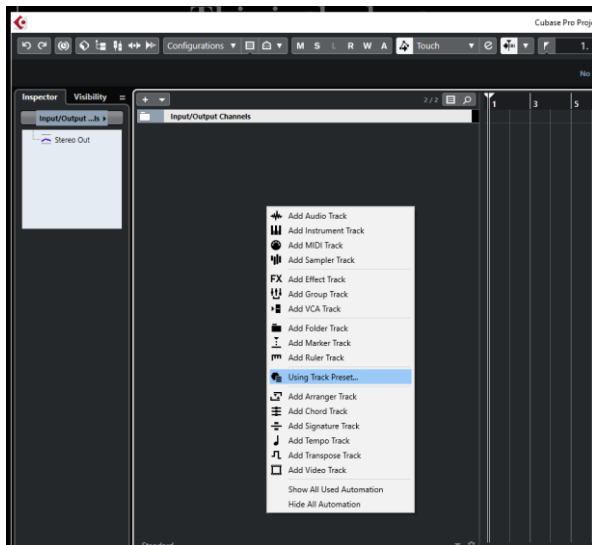 Cubase Pro Proj
Configurations
M S L R W A
Touch
1.
No
Inspector Visibility
2 / 2
1 3 5
Input/Output ...ls
Input/Output Channels
Stereo Out
Add Audio Track
Add Instrument Track
Add MIDI Track
Add Sampler Track
FX Add Effect Track
Add Group Track
Add VCA Track
Add Folder Track
Add Marker Track
Add Ruler Track
Using Track Preset...
Add Arranger Track
Add Chord Track
Add Signature Track
Add Tempo Track
Add Transpose Track
Add Video Track
Show All Used Automation
Hide All Automation
Standard